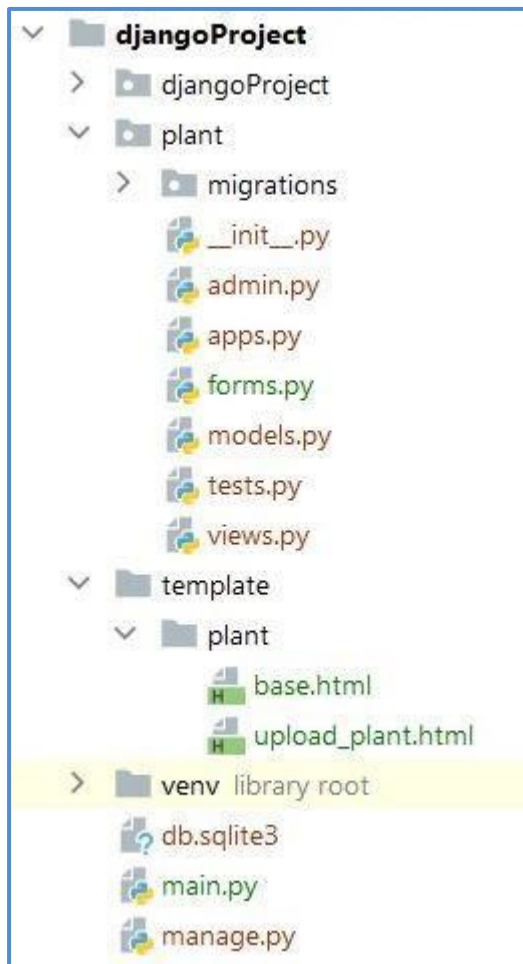 djangoProject
djangoProject
plant
migrations
__init__.py
admin.py
apps.py
forms.py
models.py
tests.py
views.py
template
plant
H base.html
H upload_plant.html
venv library root
? db.sqlite3
main.py
manage.py